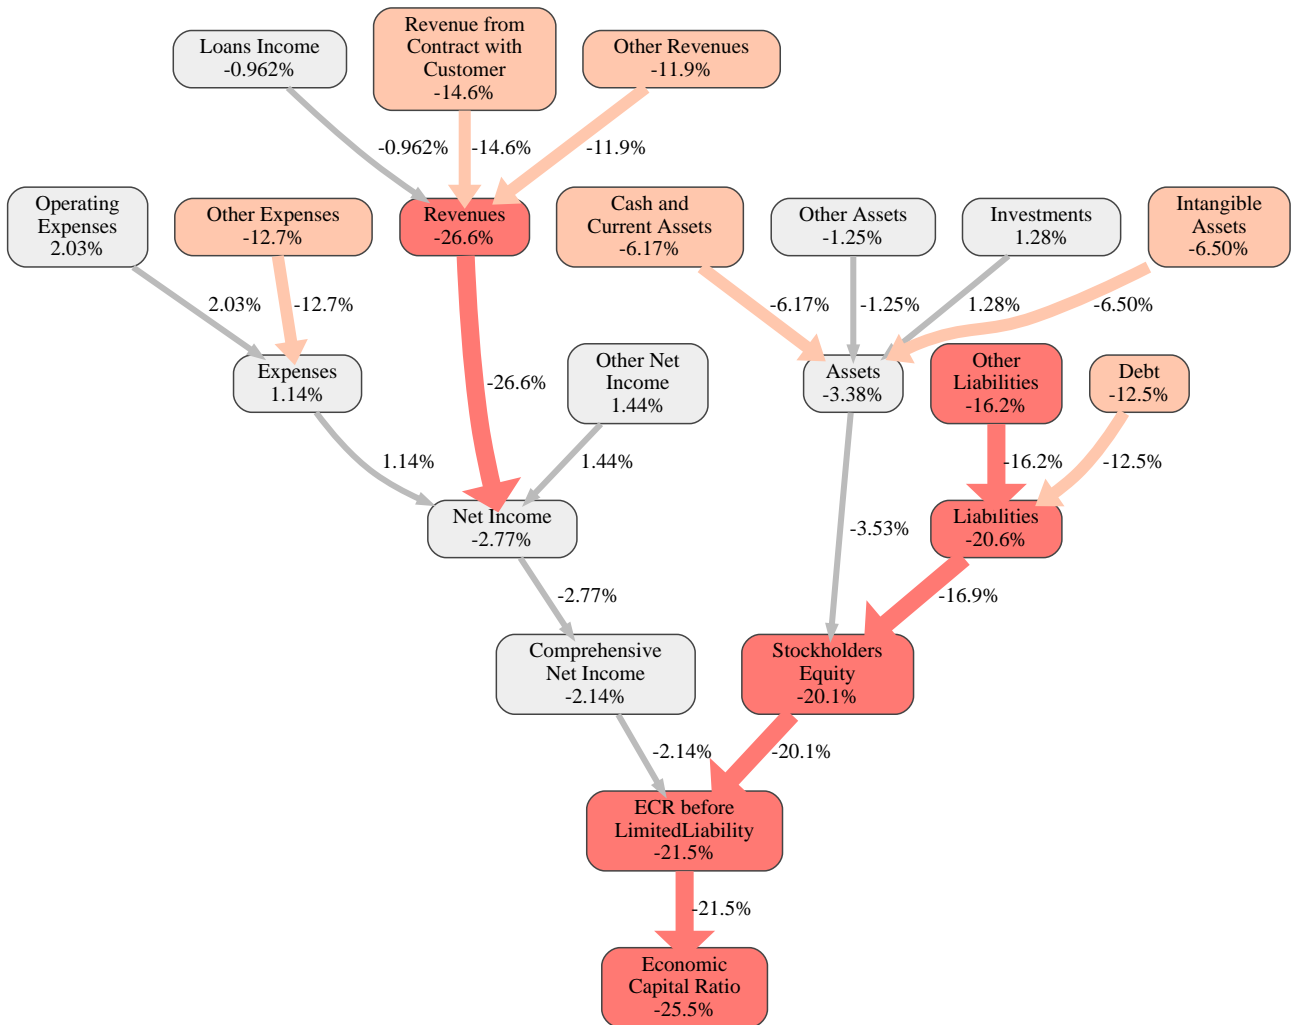 Loans Income
-0.962%
Revenue from
Contract with
Customer
-14.6%
Other Revenues
-11.9%
-0.962%
-14.6%
-11.9%
Operating
Expenses
2.03%
Other Expenses
-12.7%
Revenues
-26.6%
Cash and
Current Assets
-6.17%
Other Assets
-1.25%
Investments
1.28%
Intangible
Assets
-6.50%
2.03%
-12.7%
-26.6%
-6.17%
-1.25%
1.28%
-6.50%
Expenses
1.14%
Other Net
Income
1.44%
Assets
-3.38%
Other
Liabilities
-16.2%
Debt
-12.5%
1.14%
1.44%
-3.53%
-16.2%
-12.5%
Net Income
-2.77%
Liabilities
-20.6%
-2.77%
-16.9%
Comprehensive
Net Income
-2.14%
Stockholders
Equity
-20.1%
-2.14%
-20.1%
ECR before
LimitedLiability
-21.5%
-21.5%
Economic
Capital Ratio
-25.5%